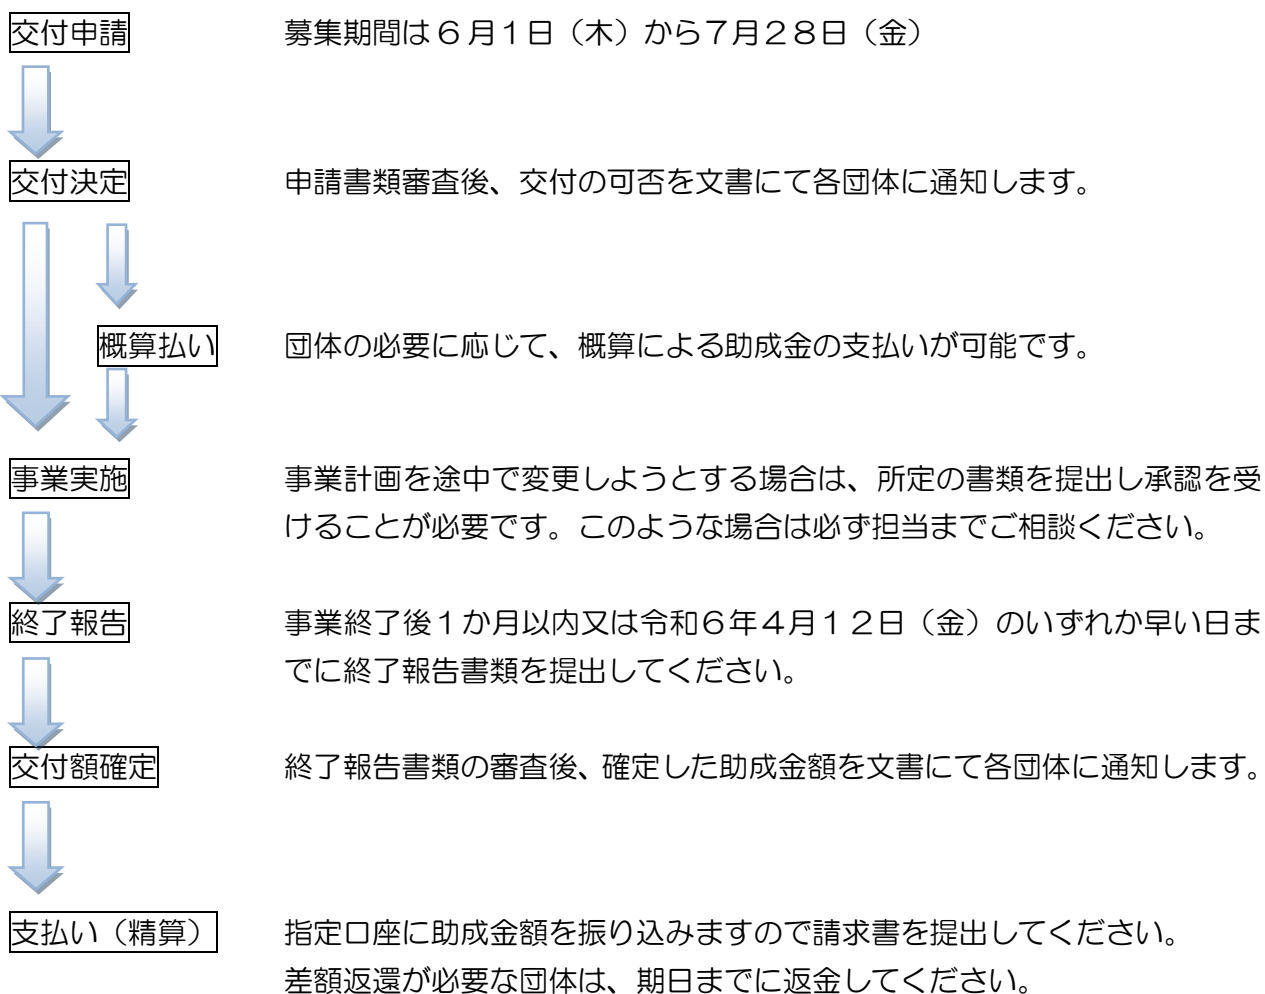 交付申請 募集期間は６月１日（木）から７月２８日（金）
交付決定 申請書類審査後、交付の可否を文書にて各団体に通知します。
概算払い 団体の必要に応じて、概算による助成金の支払いが可能です。
事業実施 事業計画を途中で変更しようとする場合は、所定の書類を提出し承認を受
けることが必要です。このような場合は必ず担当までご相談ください。
終了報告 事業終了後１か月以内又は令和６年４月１２日（金）のいずれか早い日ま
でに終了報告書類を提出してください。
交付額確定 終了報告書類の審査後、確定した助成金額を文書にて各団体に通知します。
支払い（精算） 指定口座に助成金額を振り込みますので請求書を提出してください。
差額返還が必要な団体は、期日までに返金してください。